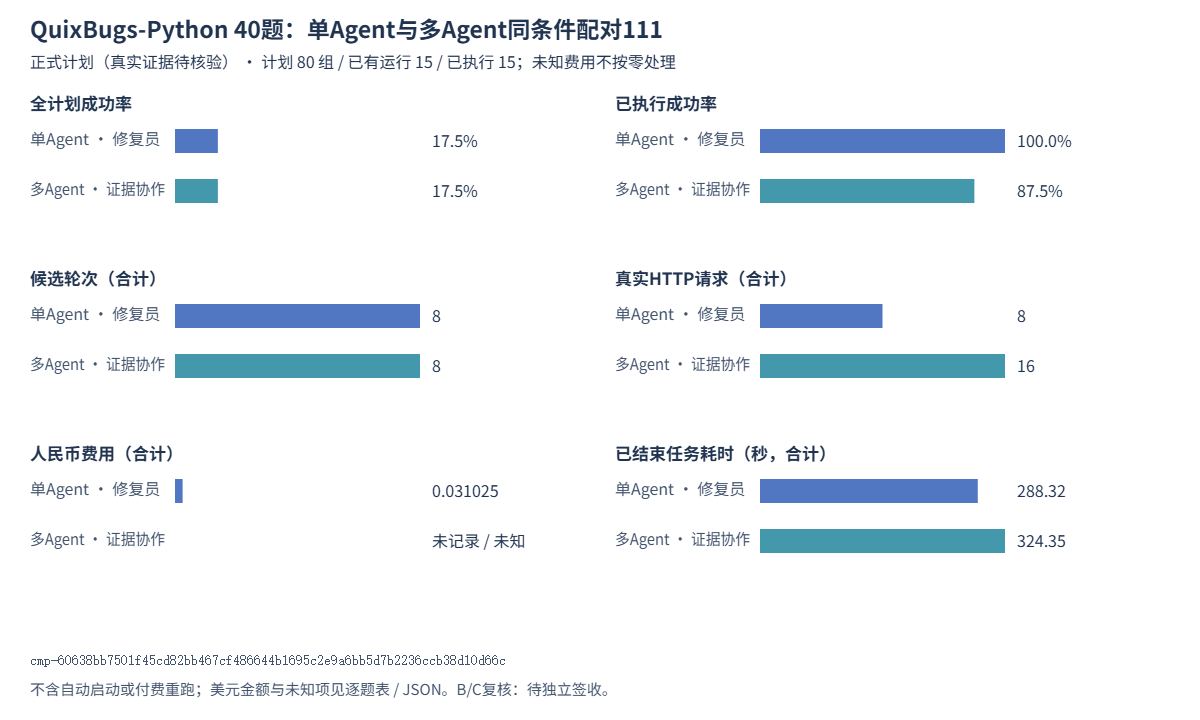 QuixBugs-Python 40题：单Agent与多Agent同条件配对111
正式计划（真实证据待核验） · 计划 80 组 / 已有运行 15 / 已执行 15；未知费用不按零处理
全计划成功率
单Agent · 修复员 17.5%
多Agent · 证据协作 17.5%
已执行成功率
单Agent · 修复员 100.0%
多Agent · 证据协作 87.5%
候选轮次（合计）
单Agent · 修复员 8
多Agent · 证据协作 8
真实HTTP请求（合计）
单Agent · 修复员 8
多Agent · 证据协作 16
人民币费用（合计）
单Agent · 修复员 0.031025
多Agent · 证据协作 未记录 / 未知
已结束任务耗时（秒，合计）
单Agent · 修复员 288.32
多Agent · 证据协作 324.35
cmp-60638bb7501f45cd82bb467cf486644b1695c2e9a6bb5d7b2236ccb38d10d66c
不含自动启动或付费重跑；美元金额与未知项见逐题表 / JSON。B/C复核：待独立签收。